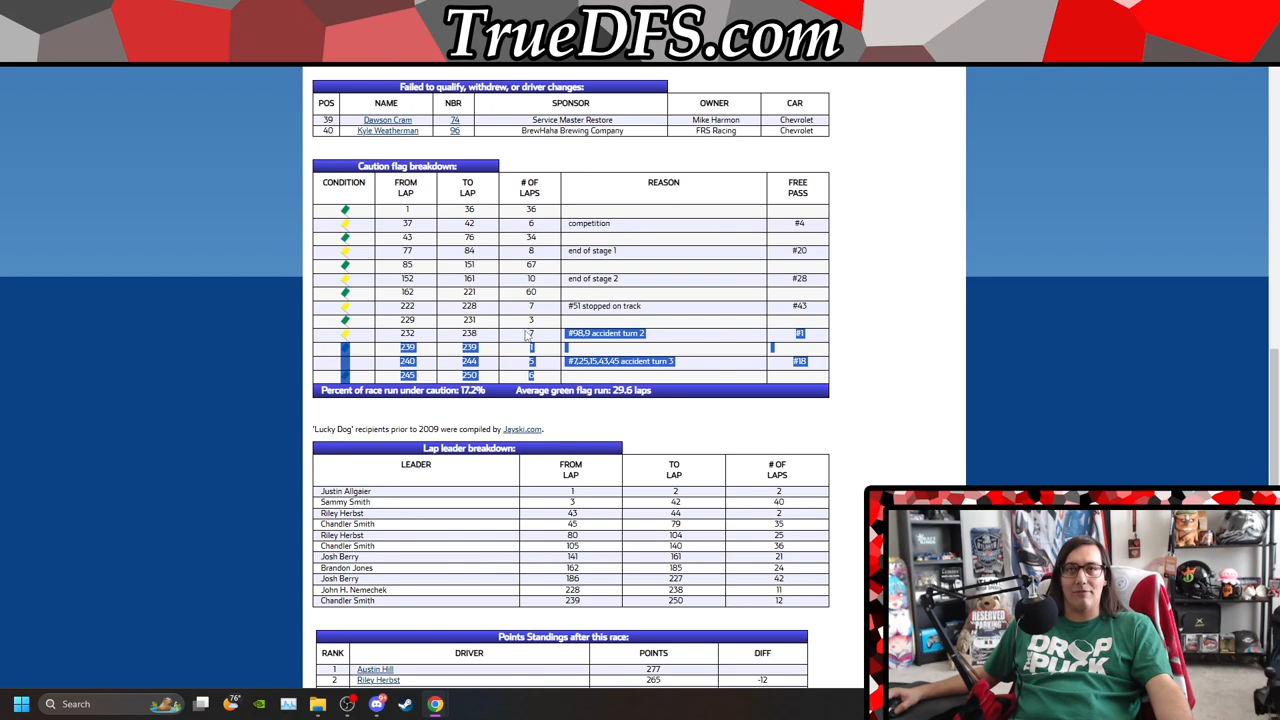 TrueDFS.com
Failed to qualify, withdrew, or driver changes:
POS NAME NBR SPONSOR OWNER CAR
39 Dawson Cram 74 Service Master Restore Mike Harmon Chevrolet
40 Kyle Weatherman 96 BrewHaha Brewing Company FRS Racing Chevrolet
Caution flag breakdown:
CONDITION FROM LAP TO LAP # OF LAPS REASON FREE PASS
1 36 36
37 42 6 competition #4
43 76 34
77 84 8 end of stage 1 #20
85 151 67
152 161 10 end of stage 2 #28
162 221 60
222 228 7 #51 stopped on track #43
229 231 3
232 238 7 #98,9 accident turn 2 #1
239 239 1
240 244 5 #7,25,15,43,45 accident turn 3 #18
245 250 6
Percent of race run under caution: 17.2% Average green flag run: 29.6 laps
'Lucky Dog' recipients prior to 2009 were compiled by Jayski.com.
Lap leader breakdown:
LEADER FROM LAP TO LAP # OF LAPS
Justin Allgaier 1 2 2
Sammy Smith 3 42 40
Riley Herbst 43 44 2
Chandler Smith 45 79 35
Riley Herbst 80 104 25
Chandler Smith 105 140 36
Josh Berry 141 161 21
Brandon Jones 162 185 24
Josh Berry 186 227 42
John H. Nemechek 228 238 11
Chandler Smith 239 250 12
Points Standings after this race:
RANK DRIVER POINTS DIFF
1 Austin Hill 277
2 Riley Herbst 265 -12
RESERVED
PARKING
DROP
THE
PUCK
76°
Search